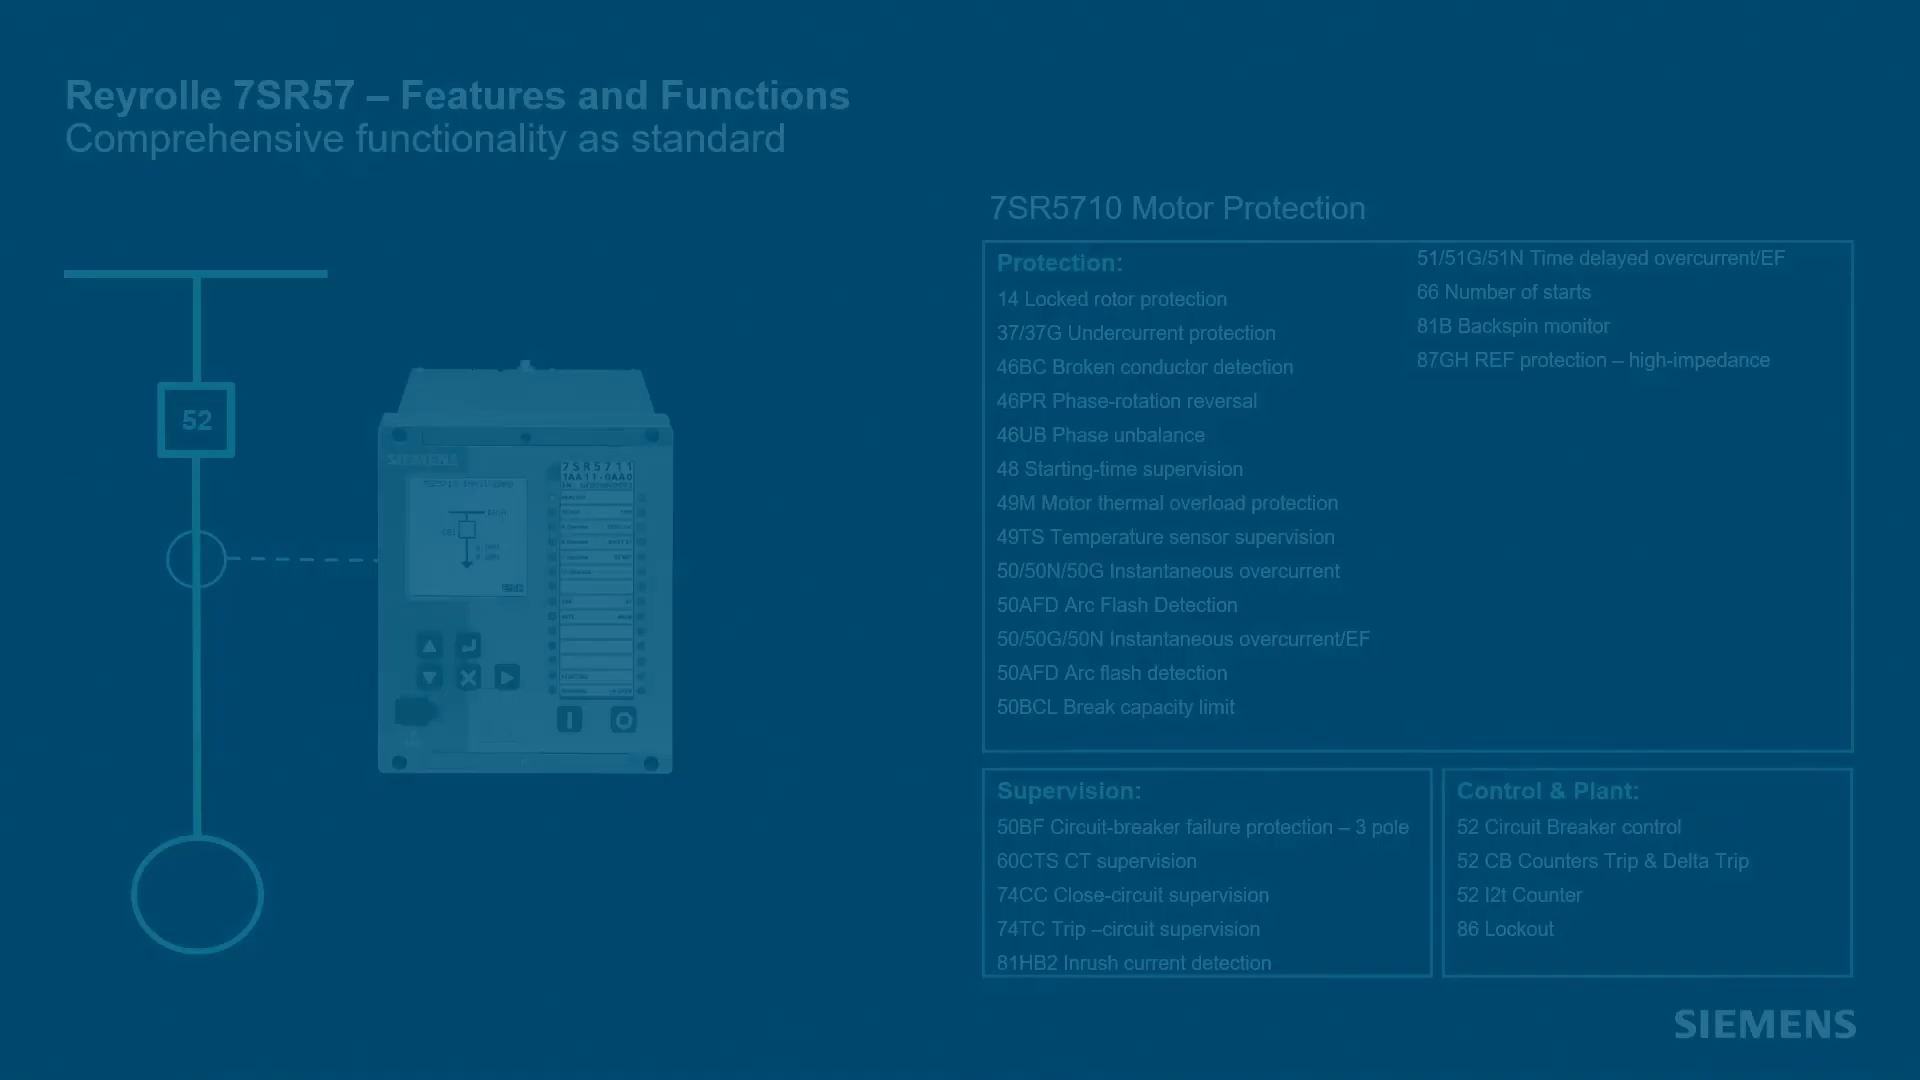 Reyrolle 7SR57 – Features and Functions
Comprehensive functionality as standard
7SR5710 Motor Protection
Protection:
14 Locked rotor protection
37/37G Undercurrent protection
46BC Broken conductor detection
46PR Phase-rotation reversal
46UB Phase unbalance
48 Starting-time supervision
49M Motor thermal overload protection
49TS Temperature sensor supervision
50/50N/50G Instantaneous overcurrent
50AFD Arc Flash Detection
50/50G/50N Instantaneous overcurrent/EF
50AFD Arc flash detection
50BCL Break capacity limit
51/51G/51N Time delayed overcurrent/EF
66 Number of starts
81B Backspin monitor
87GH REF protection – high-impedance
52
SIEMENS
7SR5711
1AA11-0AA0
Supervision:
50BF Circuit-breaker failure protection – 3 pole
60CTS CT supervision
74CC Close-circuit supervision
74TC Trip –circuit supervision
81HB2 Inrush current detection
Control & Plant:
52 Circuit Breaker control
52 CB Counters Trip & Delta Trip
52 I2t Counter
86 Lockout
SIEMENS